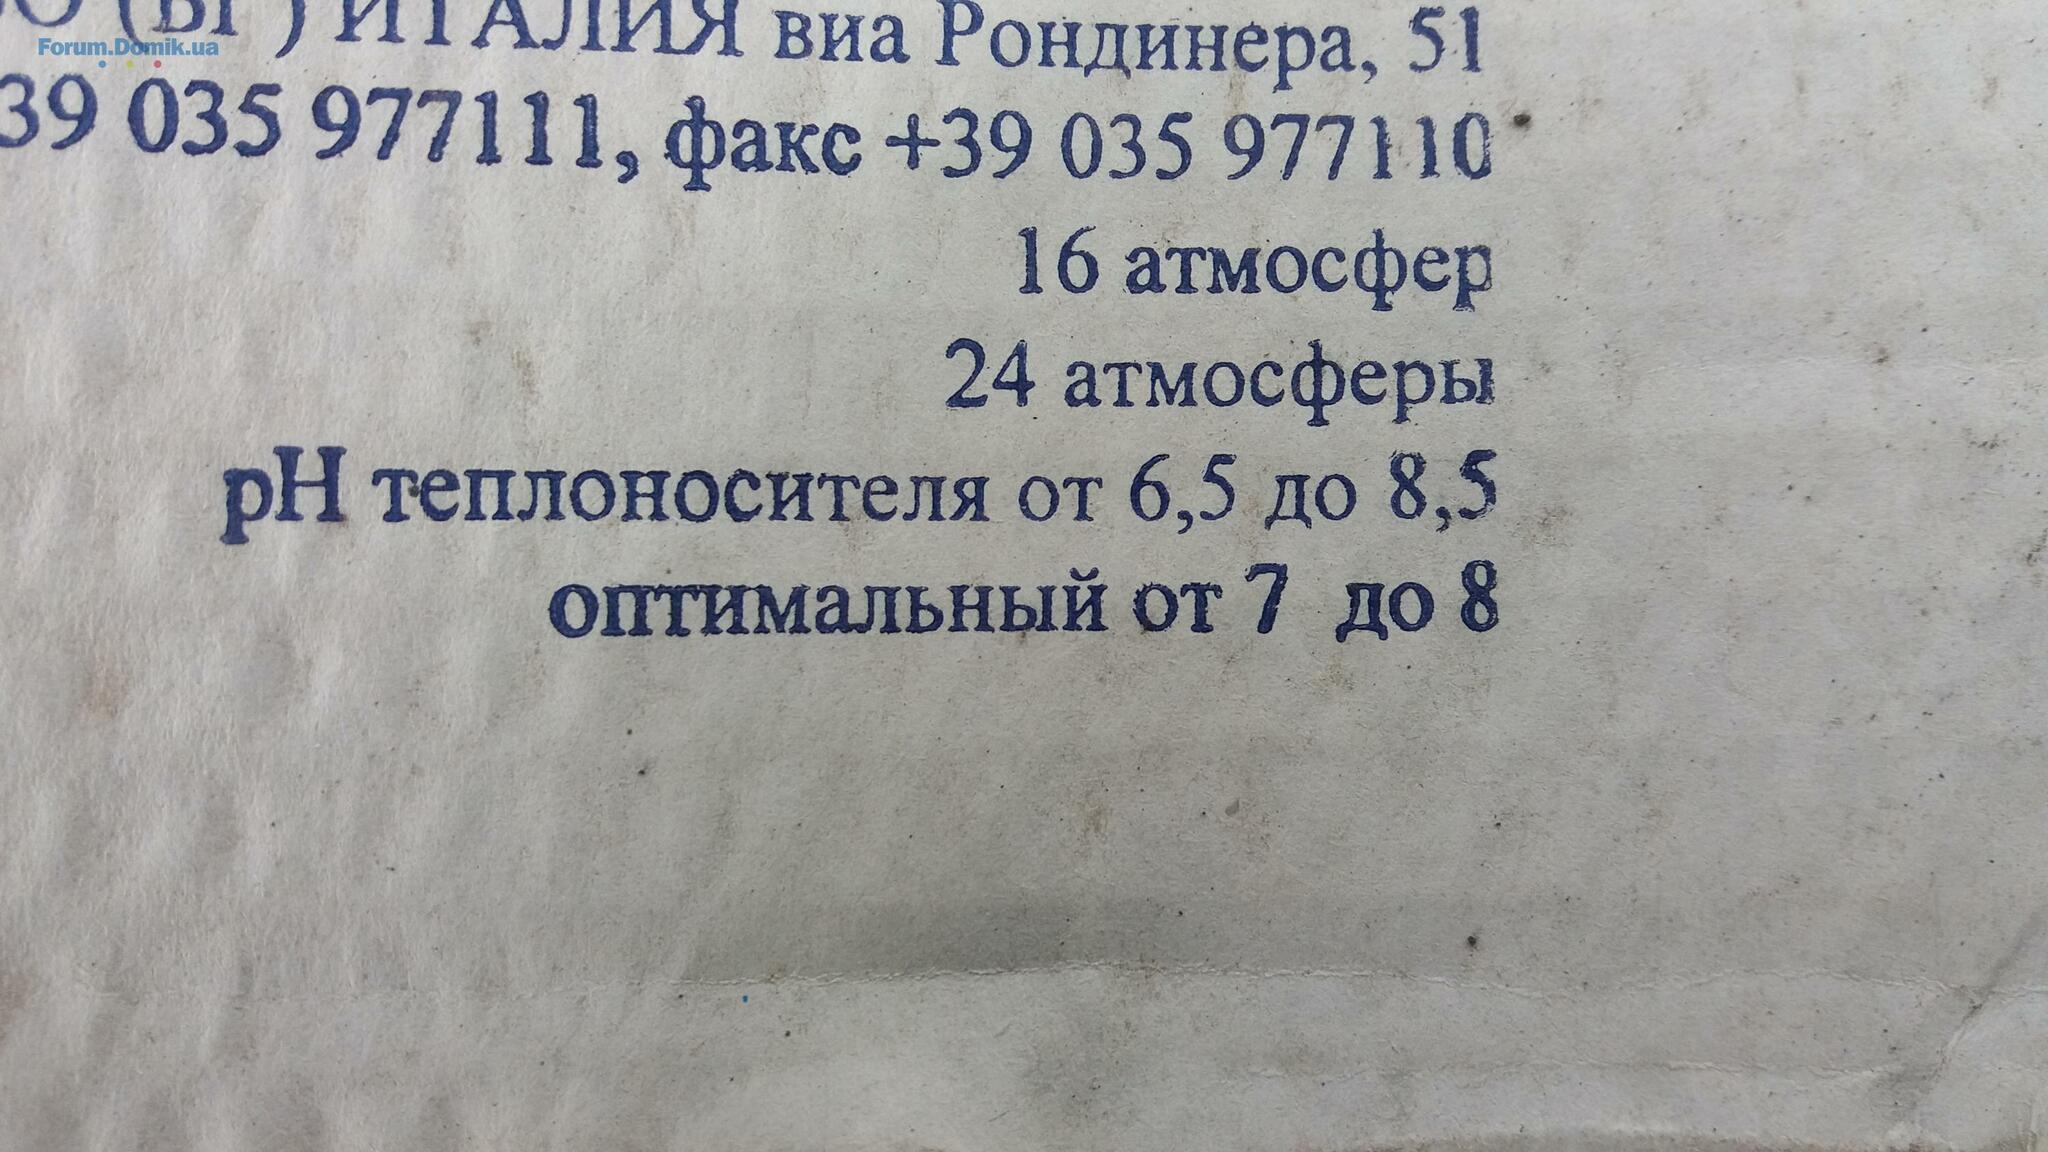 Forum.Domik.ua
(БГ) ИТАЛИЯ виа Рондинера, 51
39 035 977111, факс +39 035 977110
16 атмосфер
24 атмосферы
pH теплоносителя от 6,5 до 8,5
оптимальный от 7 до 8